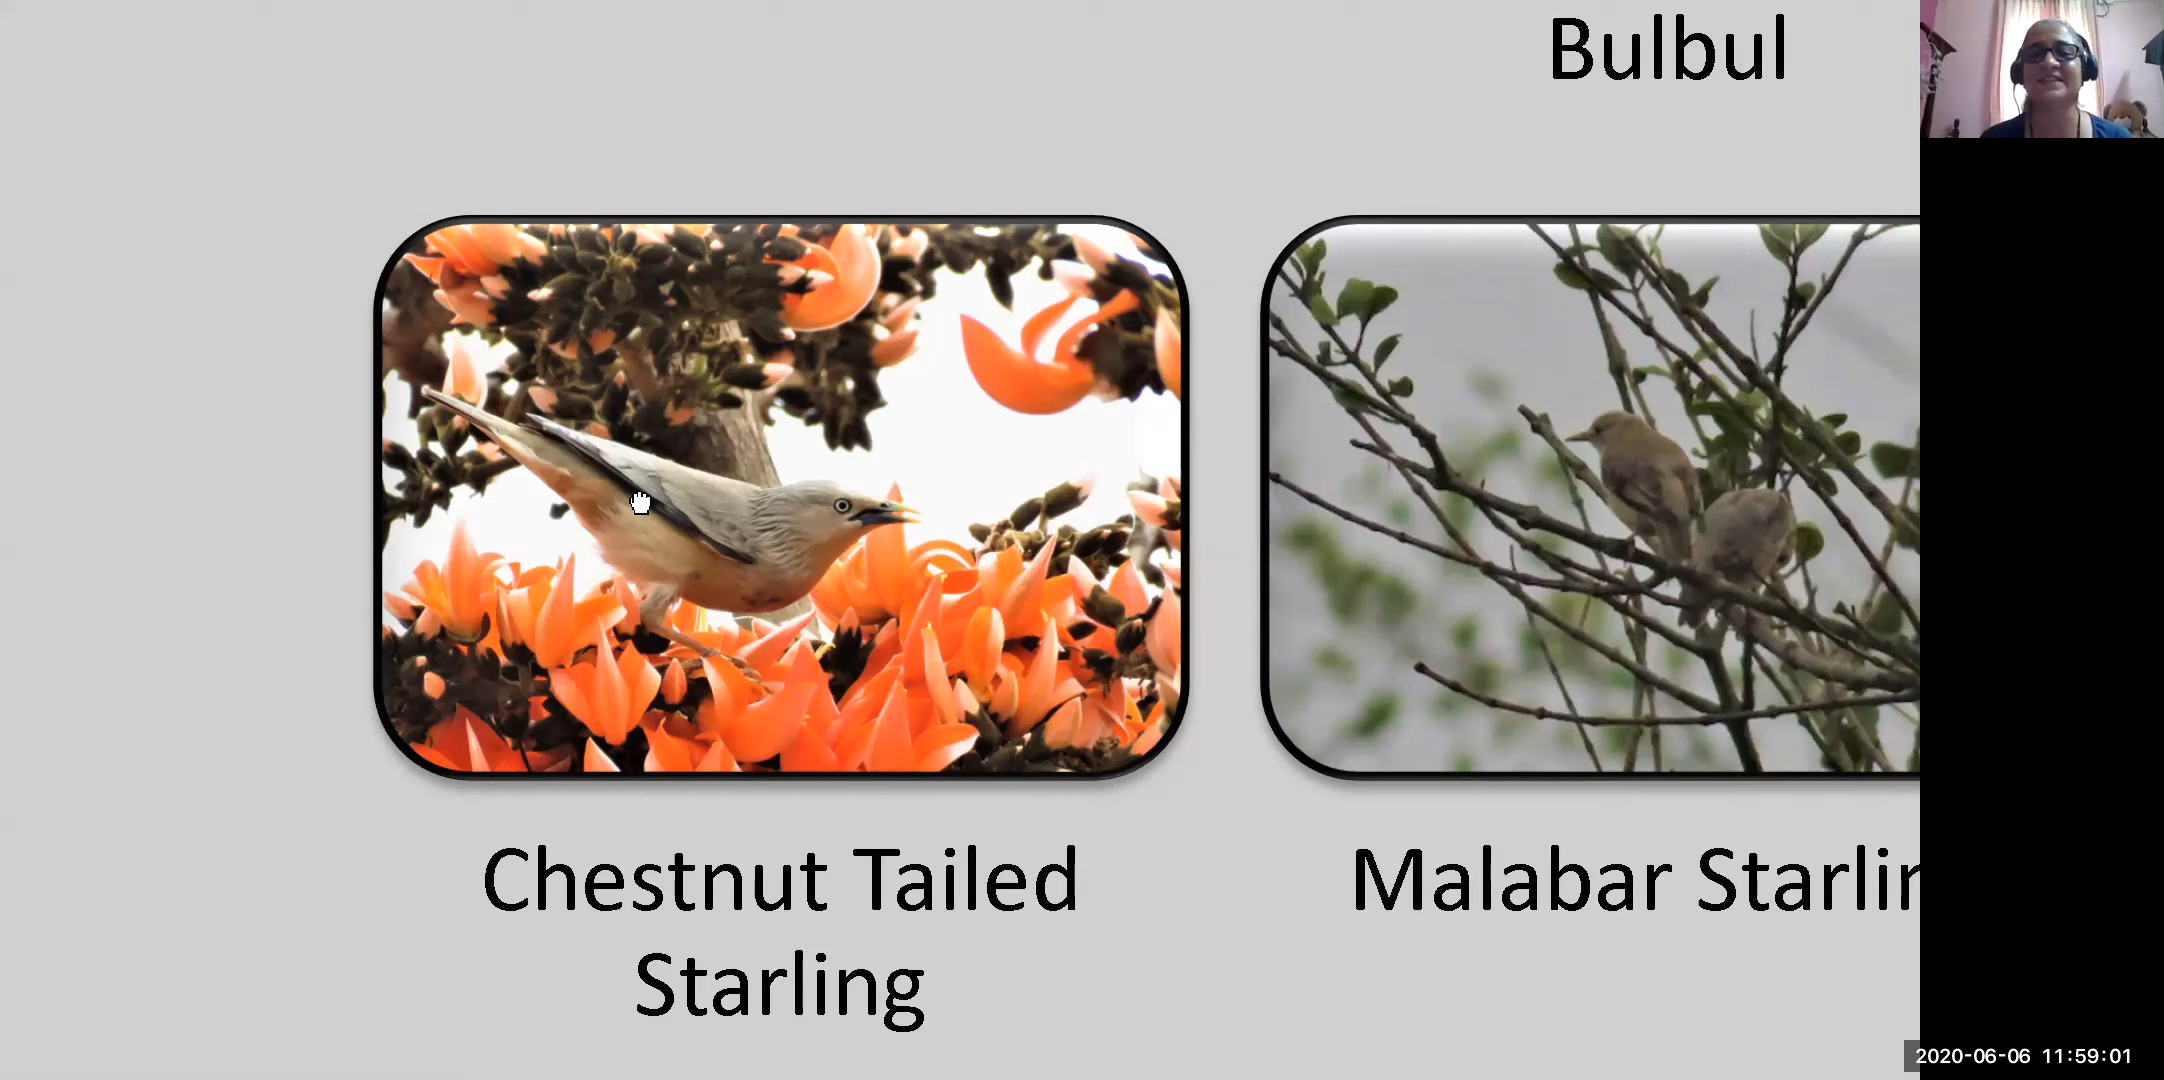 Bulbul
Chestnut Tailed
Starling
Malabar Starlin
2020-06-06 11:59:01